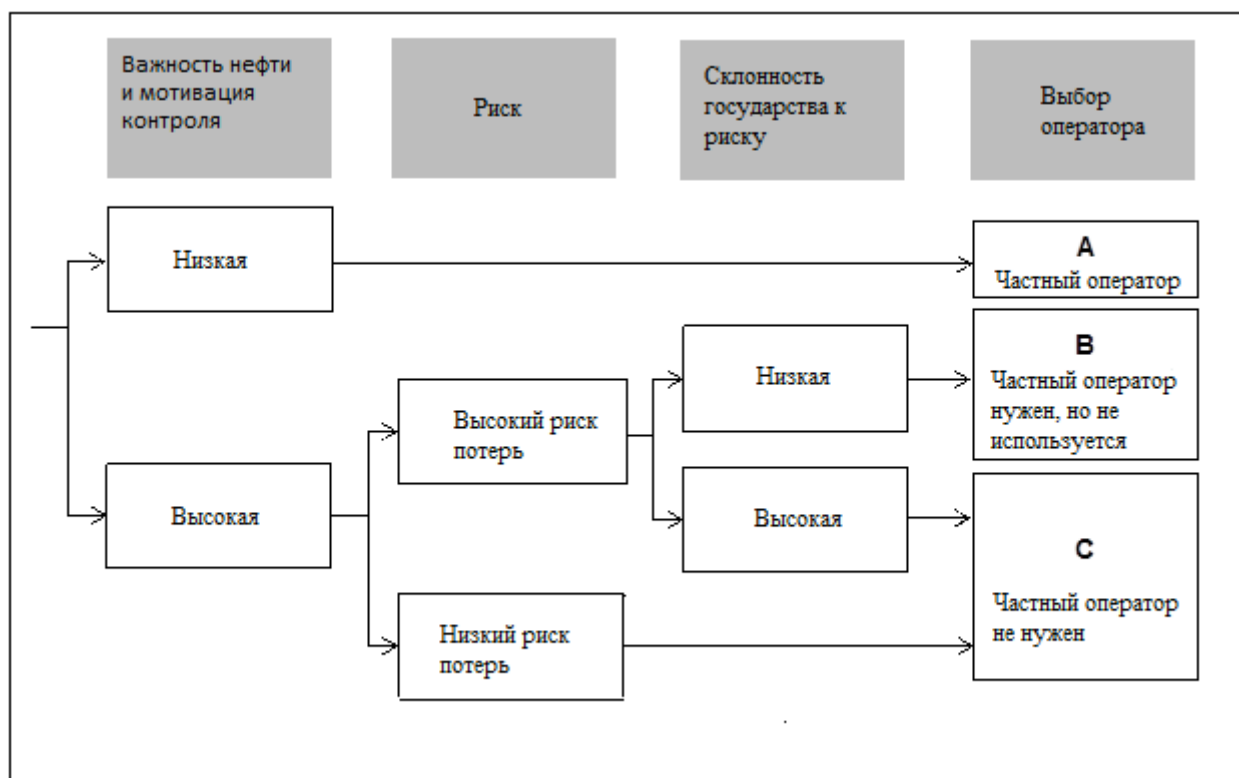 Важность нефти
и мотивация
контроля
Риск
Склонность
государства к
риску
Выбор
оператора
Низкая
A
Частный оператор
B
Частный оператор
нужен, но не
используется
Низкая
Высокий риск
потерь
Высокая
Высокая
C
Частный оператор
не нужен
Низкий риск
потерь